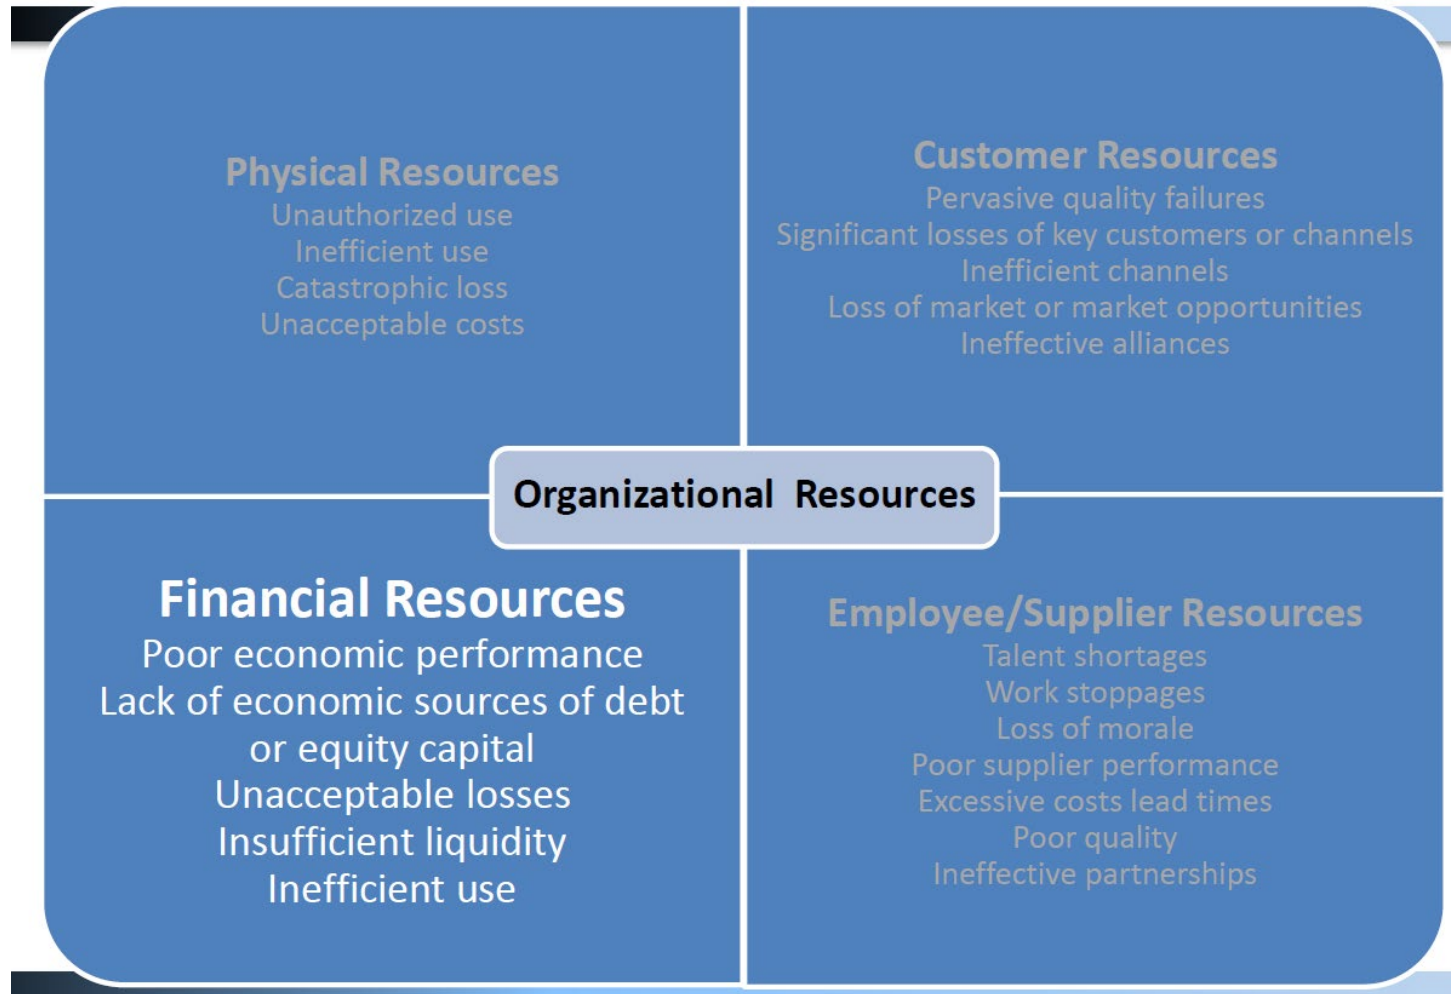 Physical Resources
Unauthorized use
Inefficient use
Catastrophic loss
Unacceptable costs
Customer Resources
Pervasive quality failures
Significant losses of key customers or channels
Inefficient channels
Loss of market or market opportunities
Ineffective alliances
Organizational Resources
Financial Resources
Poor economic performance
Lack of economic sources of debt
or equity capital
Unacceptable losses
Insufficient liquidity
Inefficient use
Employee/Supplier Resources
Talent shortages
Work stoppages
Loss of morale
Poor supplier performance
Excessive costs lead times
Poor quality
Ineffective partnerships